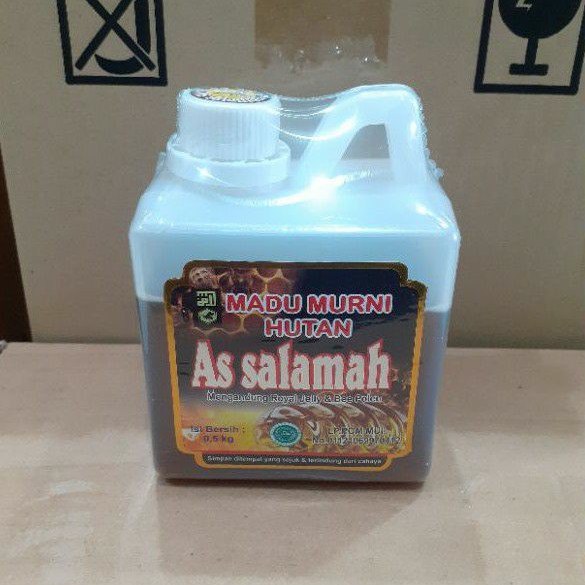 MADU MURNI
HUTAN
As salamah
Mengandung Royal Jelly & Bee Polen
Isi Bersih :
0,5 kg
LPPOM MUI
Simpan ditempat yang sejuk & terlindung dari cahaya